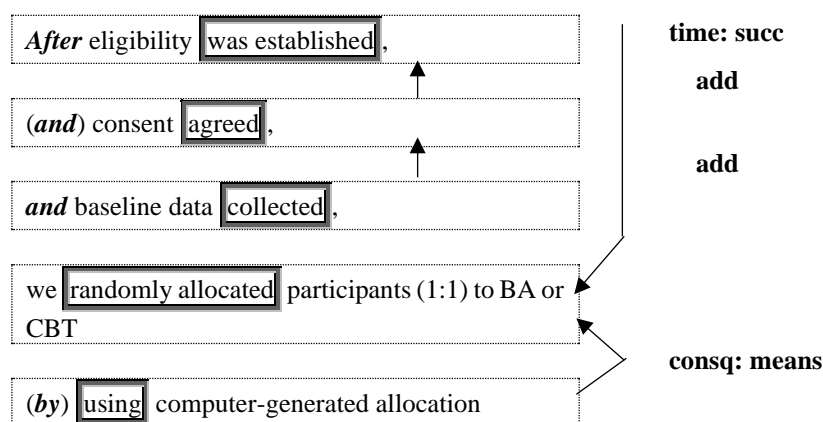 After eligibility was established,
time: succ
add
(and) consent agreed,
add
and baseline data collected,
we randomly allocated participants (1:1) to BA or
CBT
consq: means
(by) using computer-generated allocation